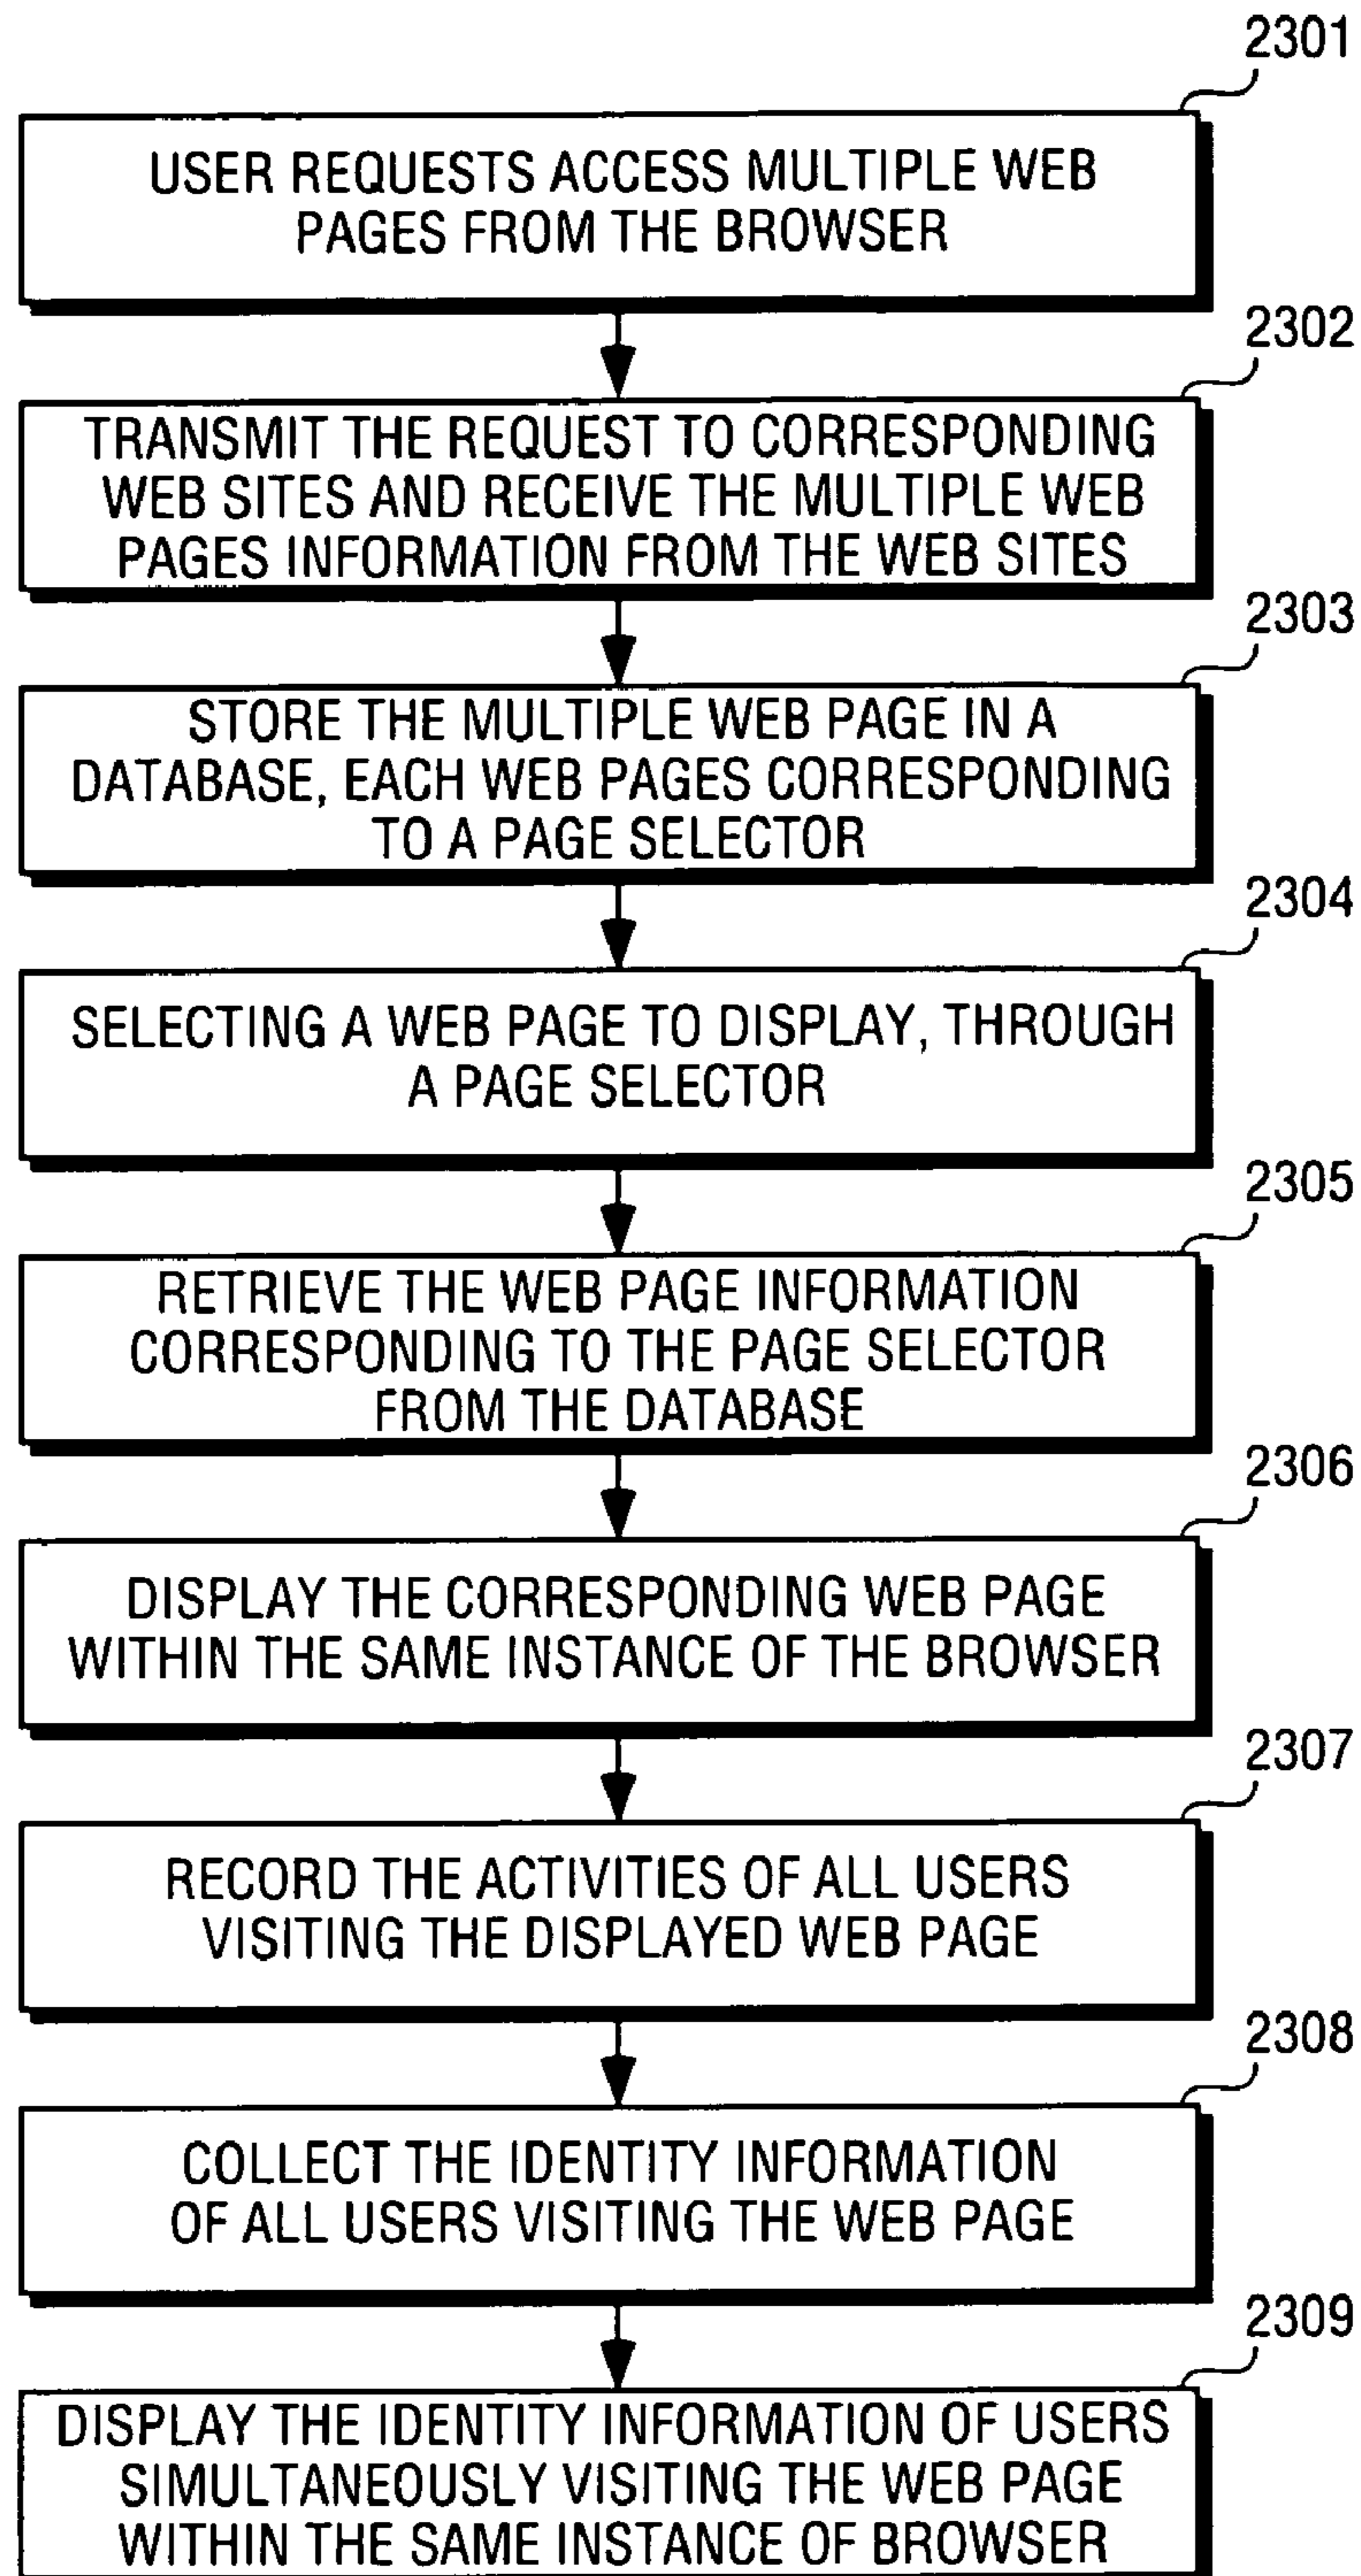 2301
USER REQUESTS ACCESS MULTIPLE WEB
PAGES FROM THE BROWSER
2302
TRANSMIT THE REQUEST TO CORRESPONDING
WEB SITES AND RECEIVE THE MULTIPLE WEB
PAGES INFORMATION FROM THE WEB SITES
2303
STORE THE MULTIPLE WEB PAGE IN A
DATABASE, EACH WEB PAGES CORRESPONDING
TO A PAGE SELECTOR
2304
SELECTING A WEB PAGE TO DISPLAY, THROUGH
A PAGE SELECTOR
2305
RETRIEVE THE WEB PAGE INFORMATION
CORRESPONDING TO THE PAGE SELECTOR
FROM THE DATABASE
2306
DISPLAY THE CORRESPONDING WEB PAGE
WITHIN THE SAME INSTANCE OF THE BROWSER
2307
RECORD THE ACTIVITIES OF ALL USERS
VISITING THE DISPLAYED WEB PAGE
2308
COLLECT THE IDENTITY INFORMATION
OF ALL USERS VISITING THE WEB PAGE
2309
DISPLAY THE IDENTITY INFORMATION OF USERS
SIMULTANEOUSLY VISITING THE WEB PAGE
WITHIN THE SAME INSTANCE OF BROWSER